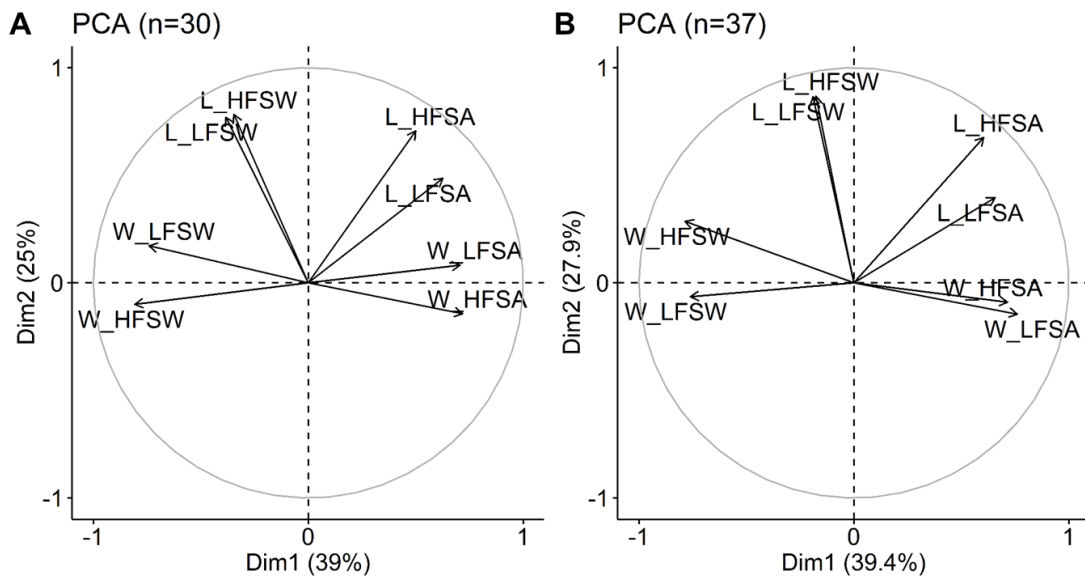 A PCA (n=30)
1
L_HFSW
L_LFSW
L_HFSA
L_LFSA
W_LFSW
W_LFSA
0
W_HFSA
W_HFSW
-1
Dim2 (25%)
-1 0 1
Dim1 (39%)
B PCA (n=37)
1
L_HFSW
L_LFSW
L_HFSA
L_LFSA
W_HFSW
0
W_HFSA
W_LFSW
W_LFSA
-1
Dim2 (27.9%)
-1 0 1
Dim1 (39.4%)